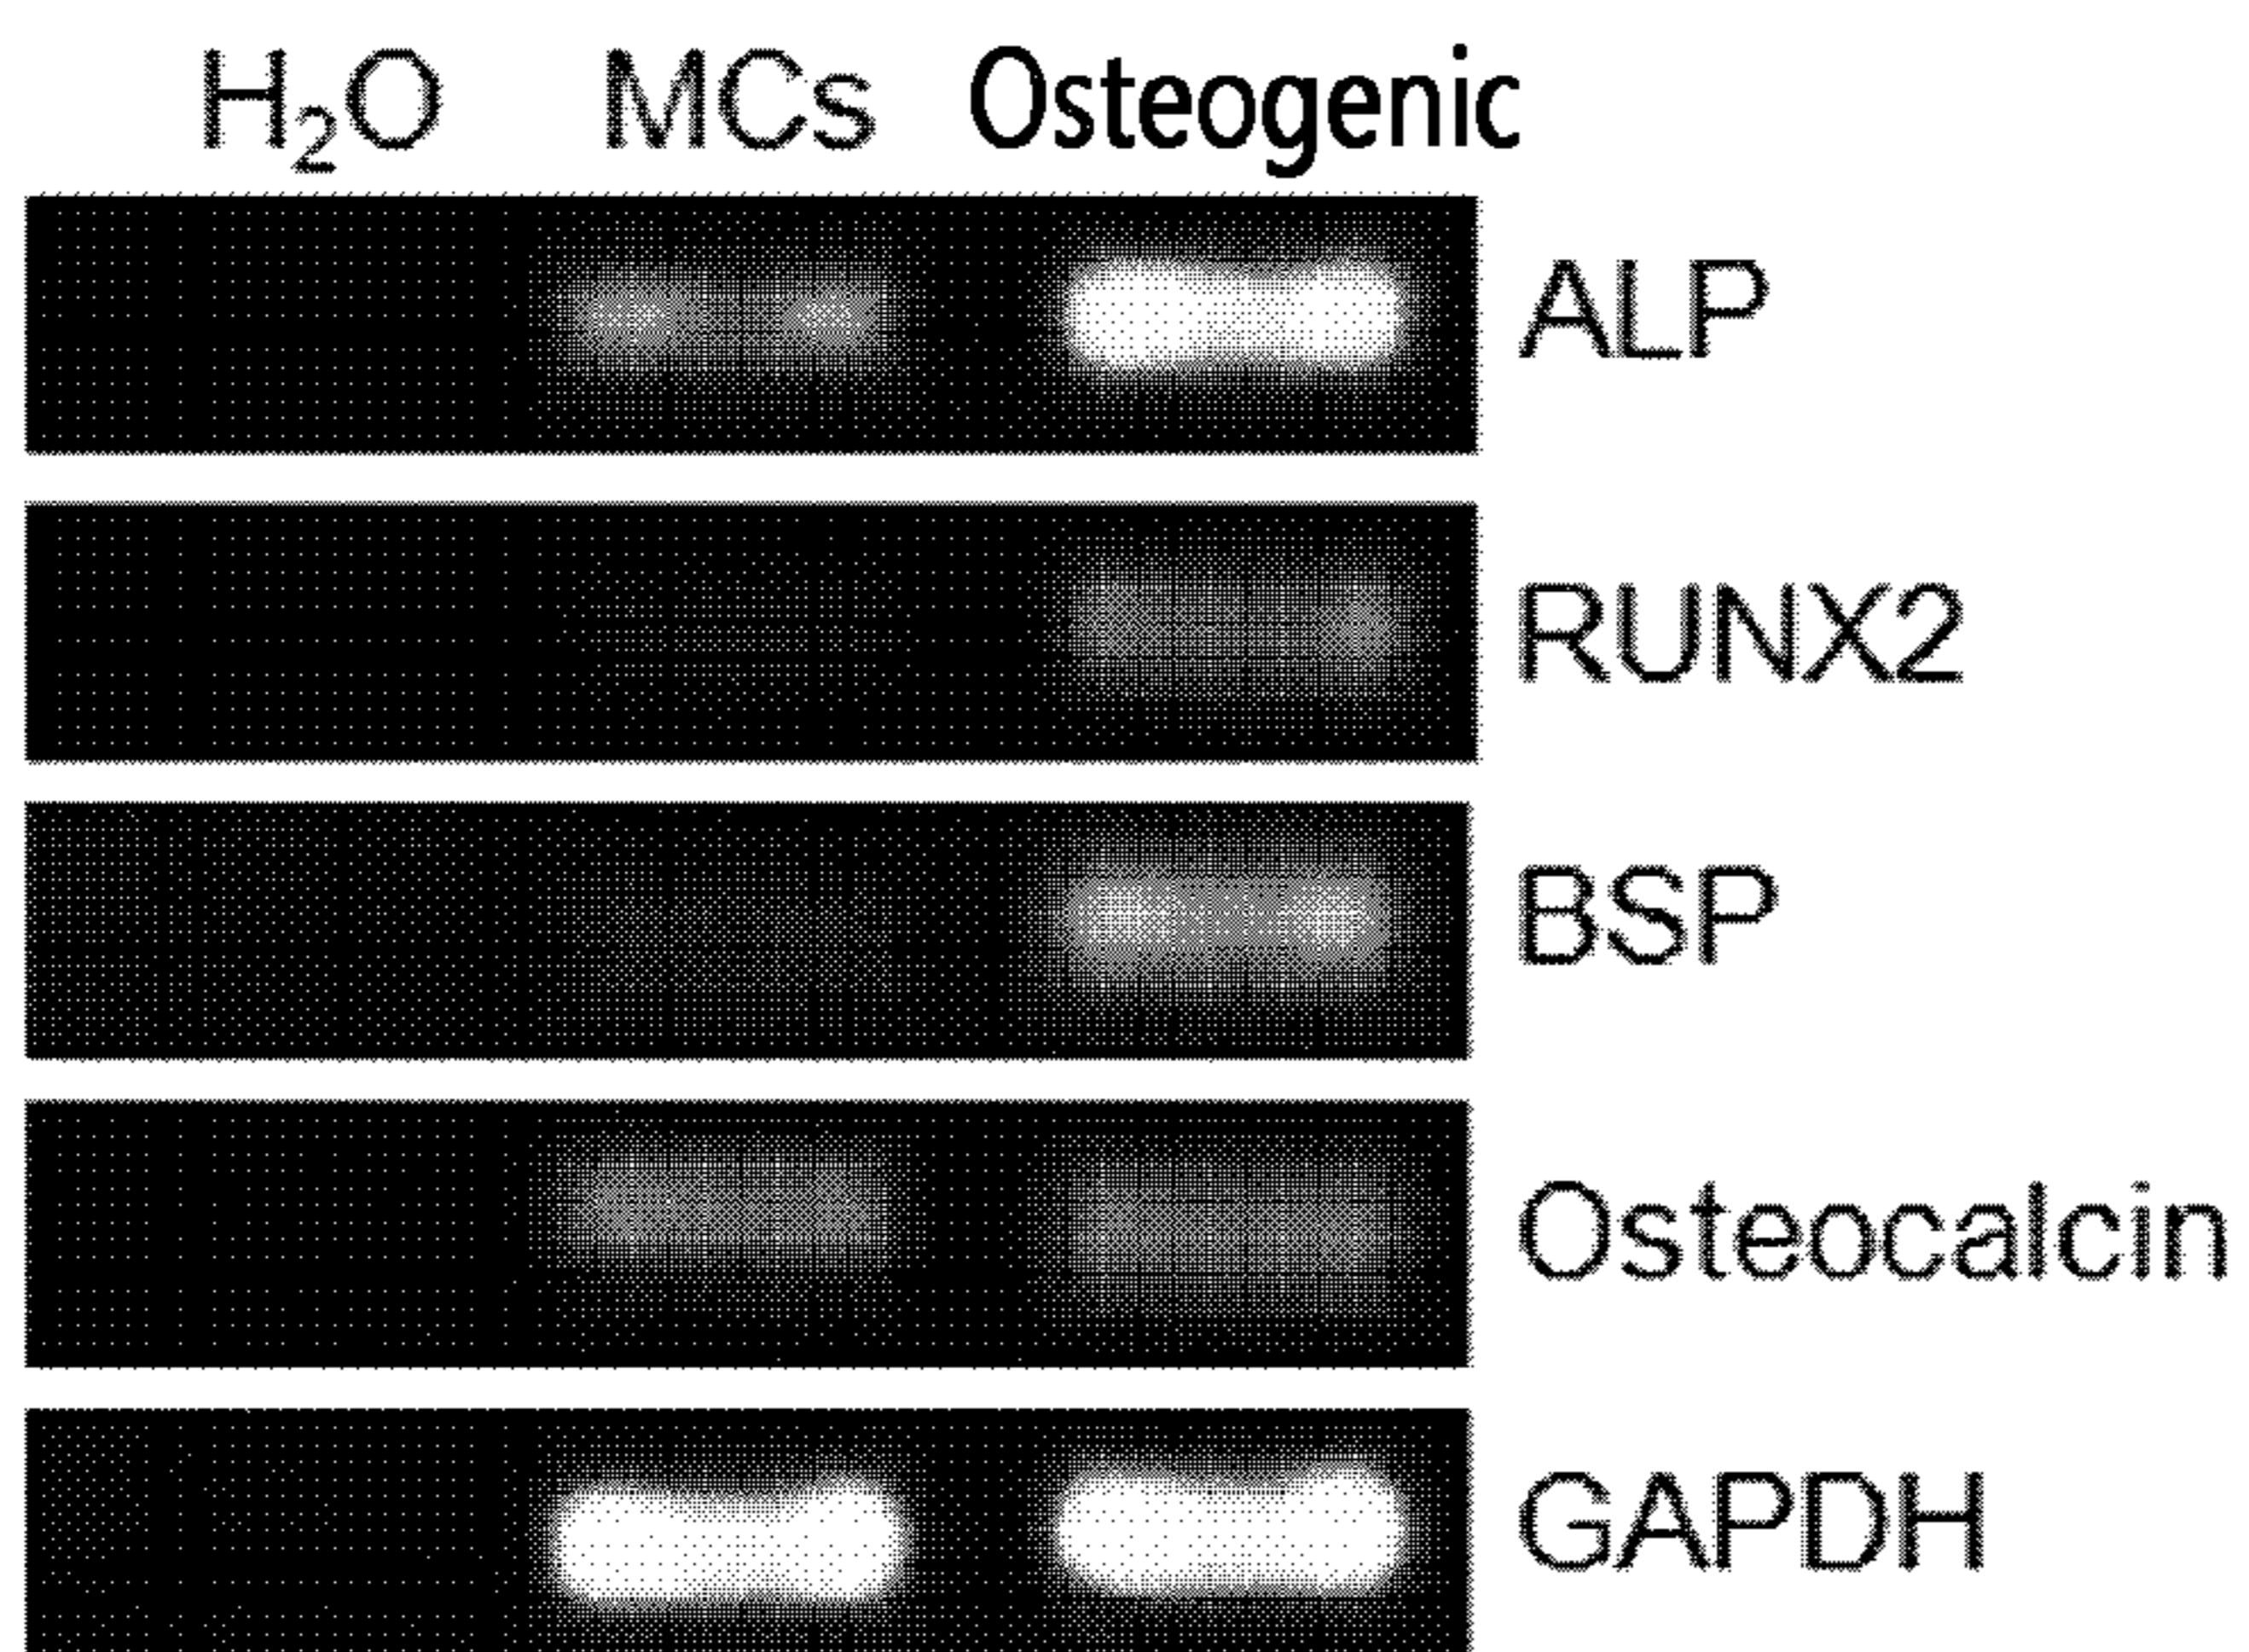 H₂O MCs Osteogenic
ALP
RUNX2
BSP
Osteocalcin
GAPDH